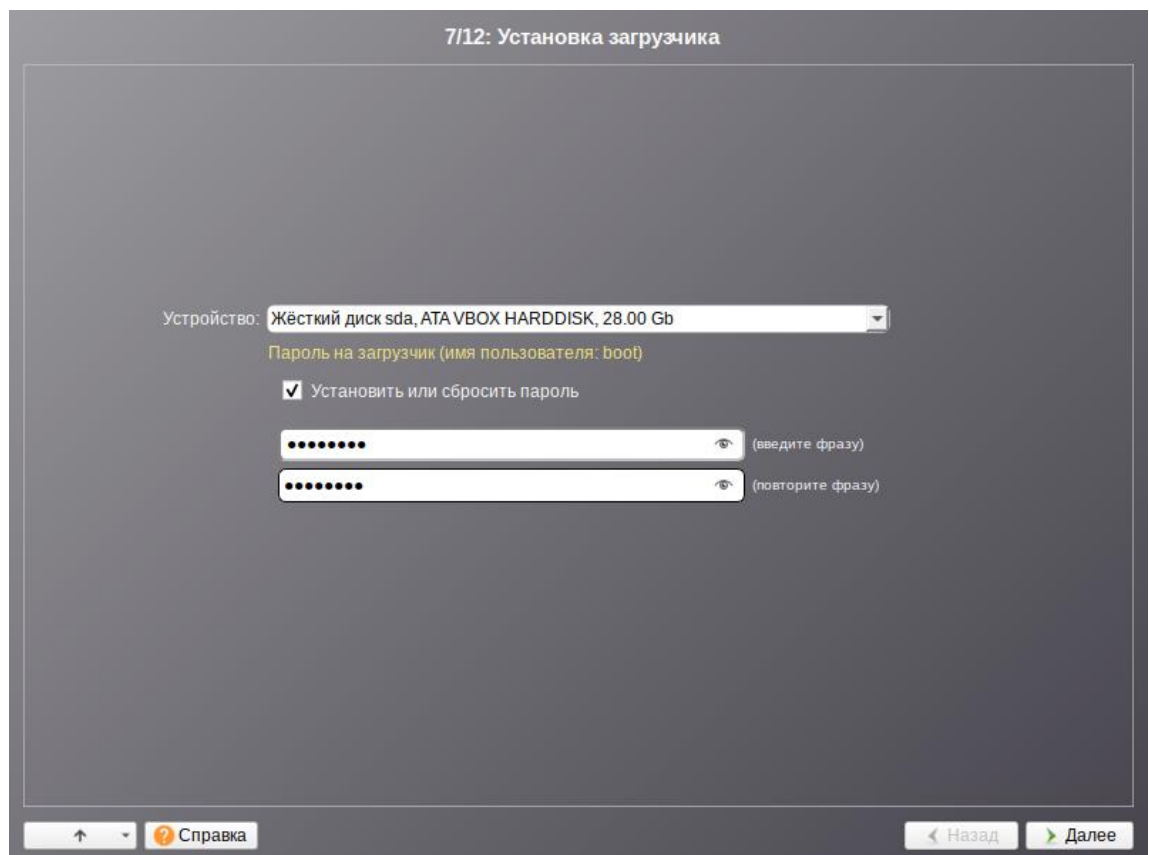 7/12: Установка загрузчика
Устройство: Жёсткий диск sda, ATA VBOX HARDDISK, 28.00 Gb
Пароль на загрузчик (имя пользователя: boot)
Установить или сбросить пароль
(введите фразу)
(повторите фразу)
Справка
Назад
Далее